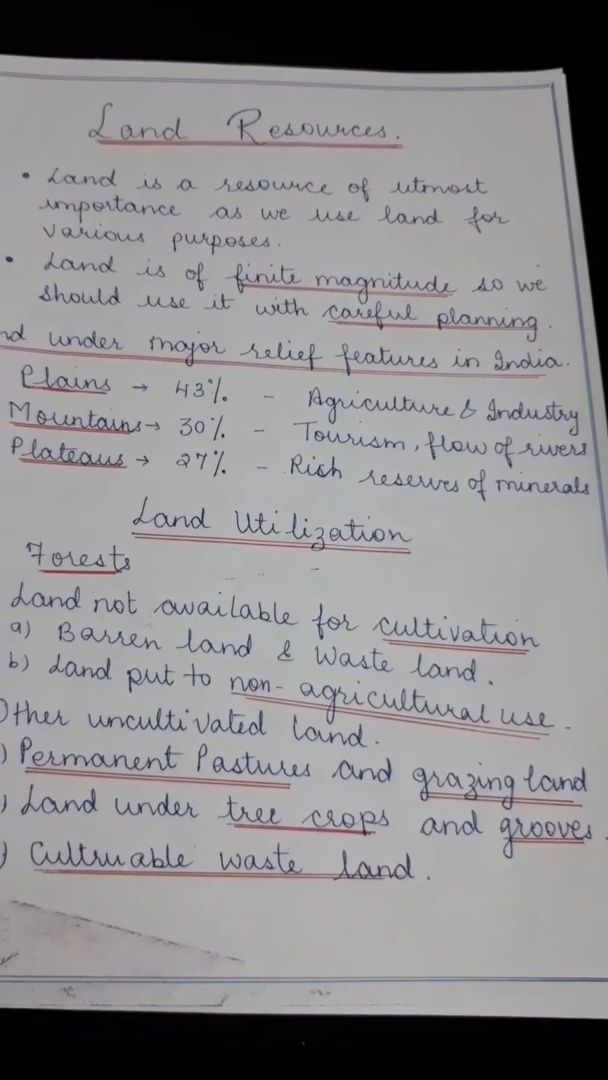 Land Resources.
• Land is a resource of utmost
importance as we use land for
various purposes.
• Land is of finite magnitude so we
should use it with careful planning.
nd under major relief features in India.
Plains → 43% - Agriculture & Industry
Mountains → 30% - Tourism, flow of rivers
Plateaus → 27% - Rich reserves of minerals
Land Utilization
Forests
Land not available for cultivation
a) Barren land & Waste land.
b) Land put to non-agricultural use.
Other uncultivated land.
) Permanent Pastures and grazing land
) Land under tree crops and grooves.
) Cultruable waste land.